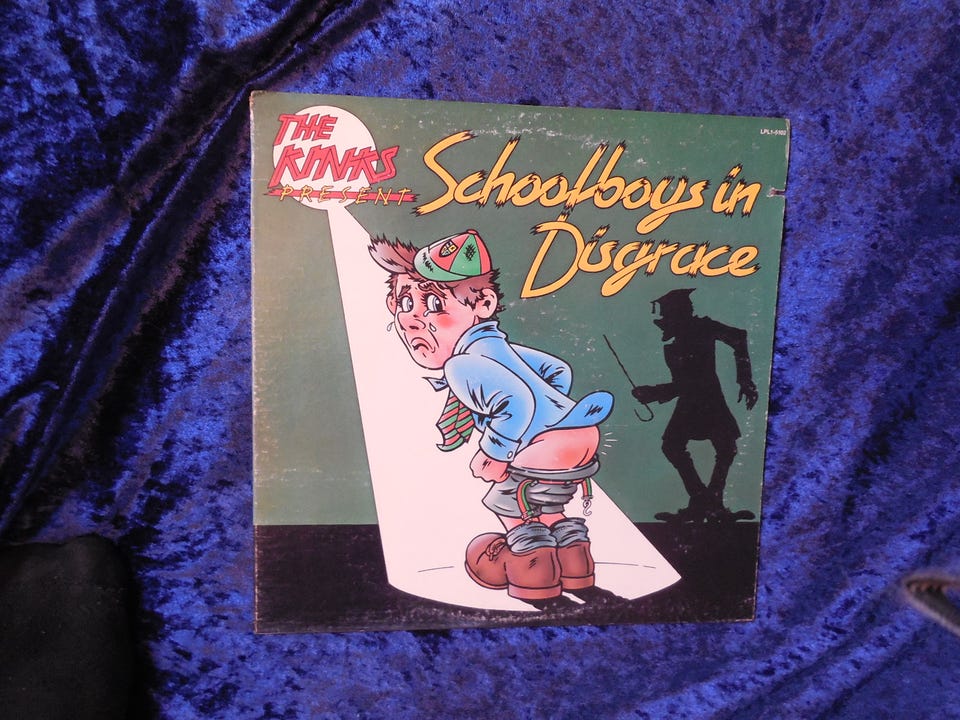 THE
KINKS
PRESENT
Schoolboys in
Disgrace
LPL1-5102